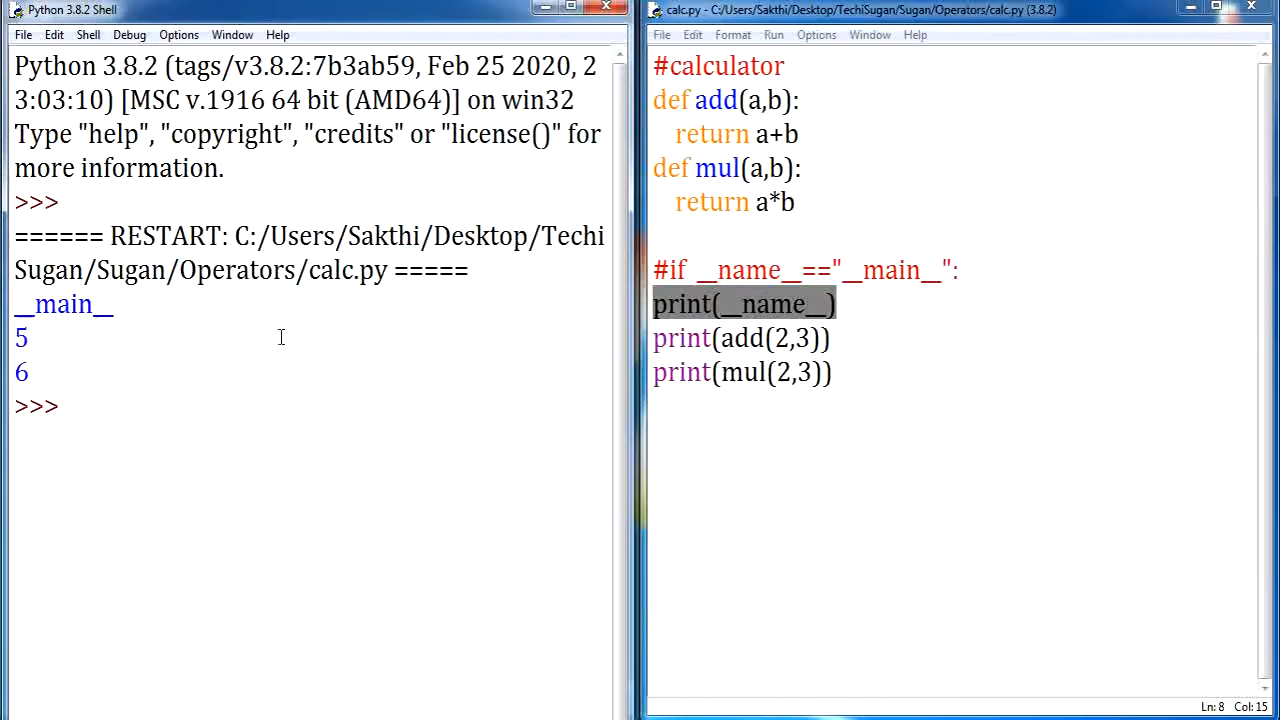 Python 3.8.2 Shell
File Edit Shell Debug Options Window Help
Python 3.8.2 (tags/v3.8.2:7b3ab59, Feb 25 2020, 2
3:03:10) [MSC v.1916 64 bit (AMD64)] on win32
Type "help", "copyright", "credits" or "license()" for
more information.
>>>
====== RESTART: C:/Users/Sakthi/Desktop/Techi
Sugan/Sugan/Operators/calc.py =====
__main__
5
6
>>>
calc.py - C:/Users/Sakthi/Desktop/TechiSugan/Sugan/Operators/calc.py (3.8.2)
File Edit Format Run Options Window Help
#calculator
def add(a,b):
return a+b
def mul(a,b):
return a*b
#if __name__=="__main__":
print(__name__)
print(add(2,3))
print(mul(2,3))
Ln: 8 Col: 15